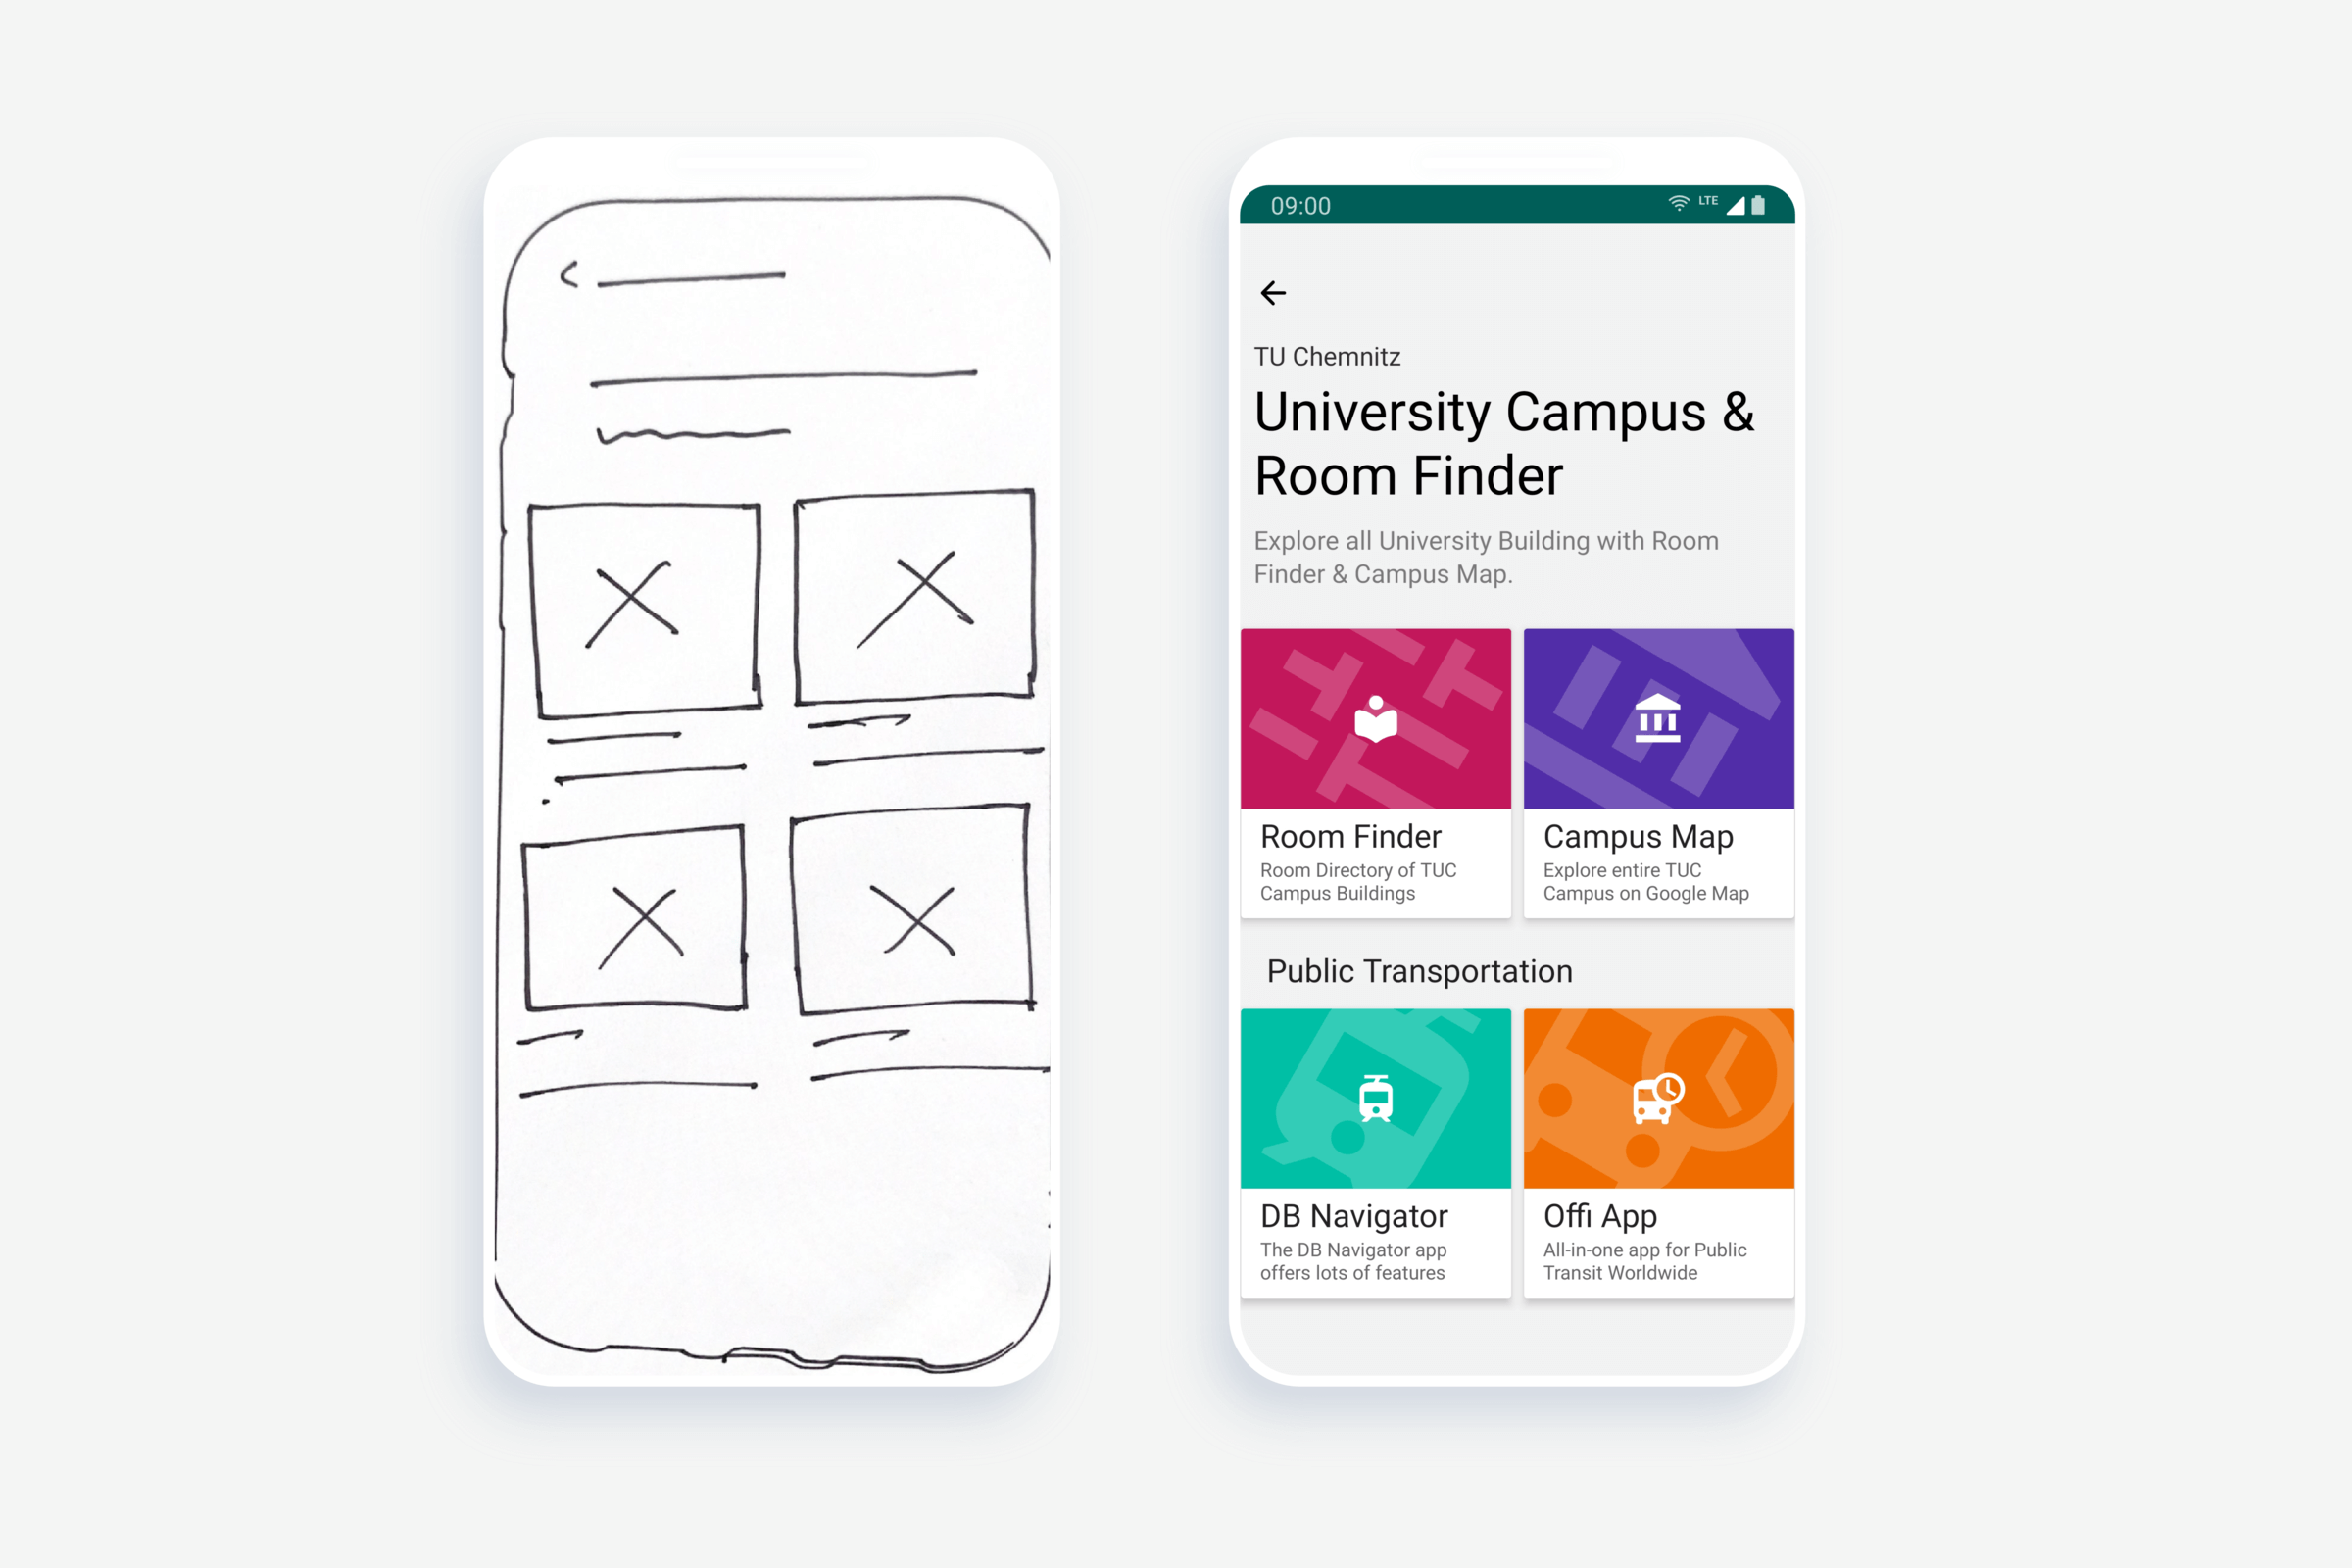 09:00
LTE
TU Chemnitz
University Campus &
Room Finder
Explore all University Building with Room
Finder & Campus Map.
Room Finder
Room Directory of TUC
Campus Buildings
Campus Map
Explore entire TUC
Campus on Google Map
Public Transportation
DB Navigator
The DB Navigator app
offers lots of features
Offi App
All-in-one app for Public
Transit Worldwide